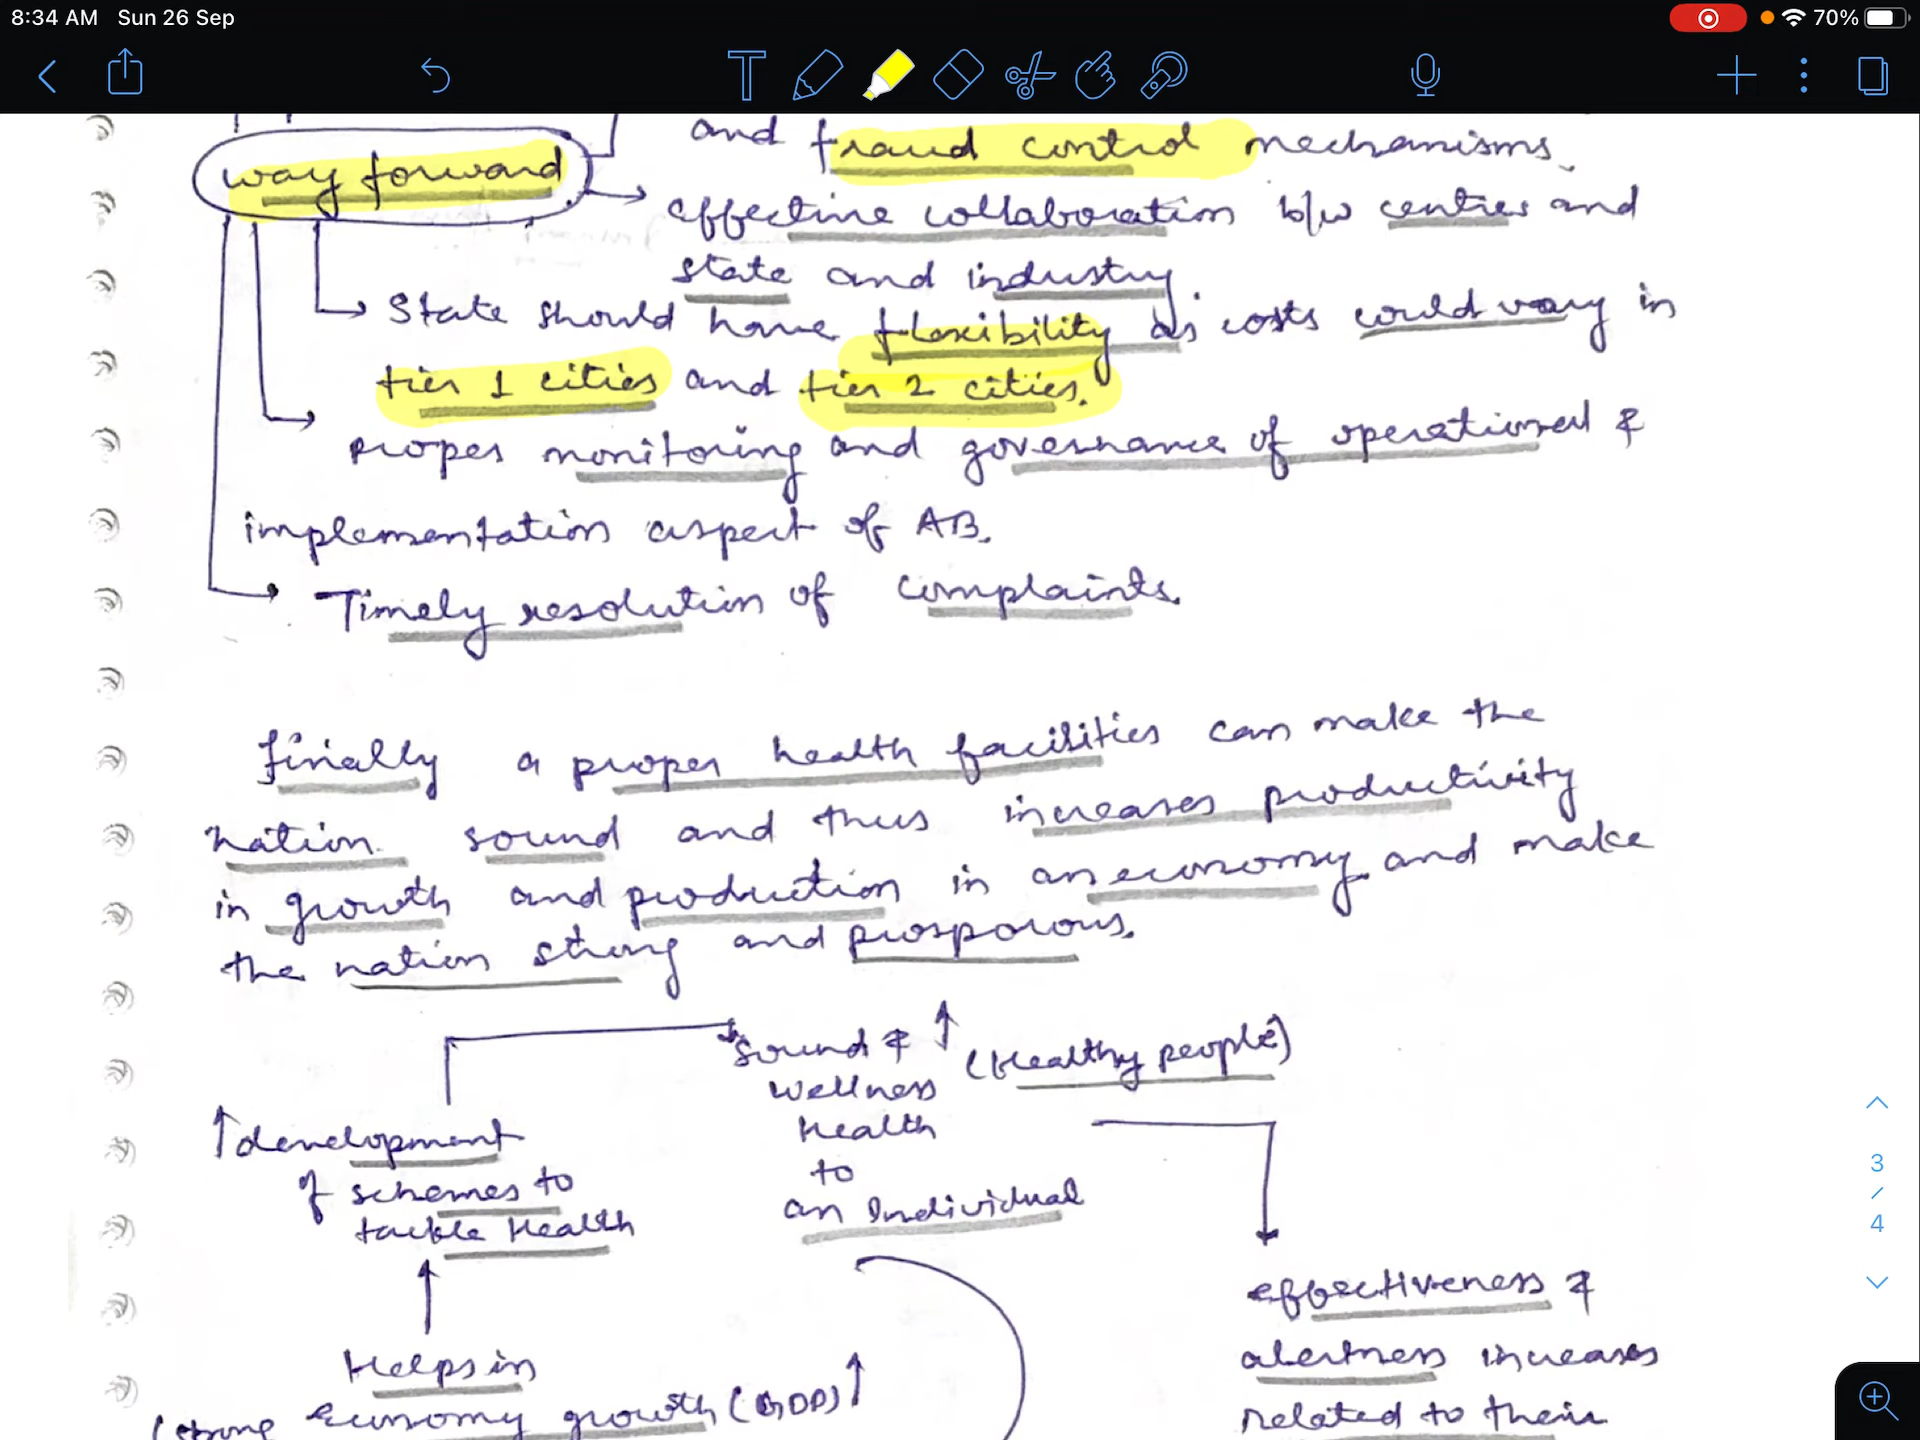 8:34 AM Sun 26 Sep
70%
T
and fraud control mechanisms.
way forward
effective collaboration b/w centres and
state and industry.
State should have flexibility as costs could vary in
tier 1 cities and tier 2 cities.
proper monitoring and governance of operational &
implementation aspect of AB.
Timely resolution of complaints.
finally a proper health facilities can make the
nation sound and thus increases productivity
in growth and production in an economy and make
the nation strong and prosporous.
sound & ↑ (Healthy people)
wellness
Health
to
an Individual
↑ development
of schemes to
tackle Health
effectiveness &
alertness increases
related to their
Helps in
(strong economy growth (GDP) ↑
3
/
4